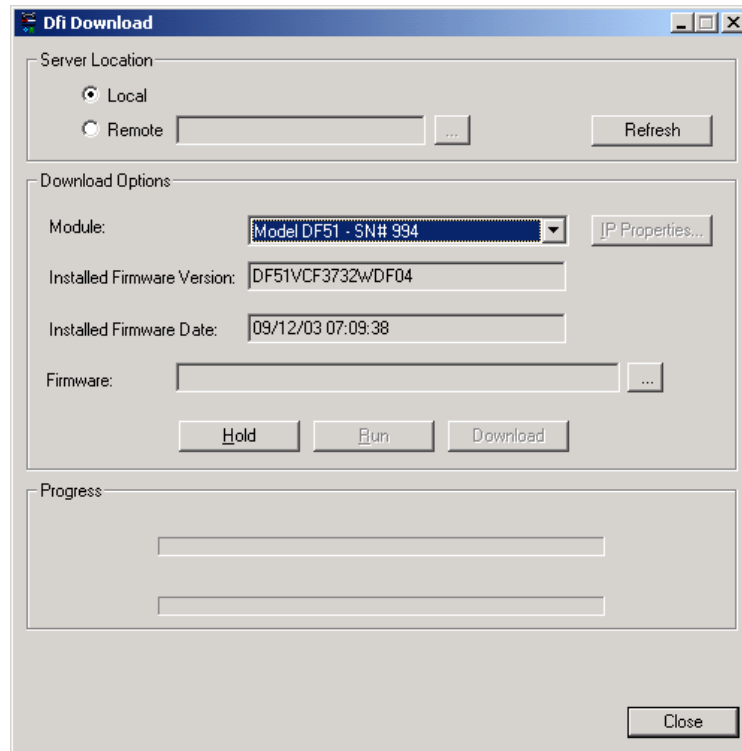 Dfi Download
Server Location
Local
Remote ... Refresh
Download Options
Module: Model DF51 - SN# 994 IP Properties...
Installed Firmware Version: DF51VCF3732WDF04
Installed Firmware Date: 09/12/03 07:09:38
Firmware: ...
Hold Run Download
Progress
Close